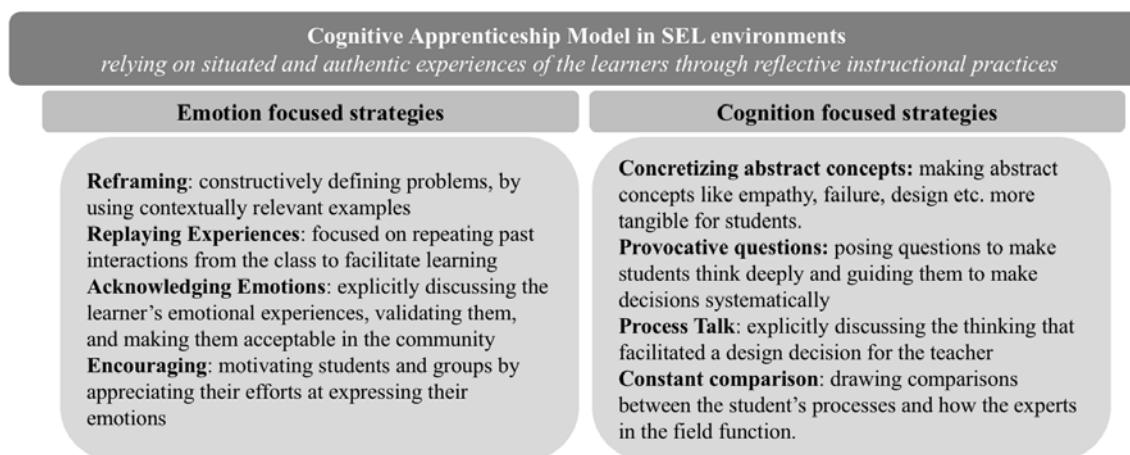 Cognitive Apprenticeship Model in SEL environments
relying on situated and authentic experiences of the learners through reflective instructional practices
Emotion focused strategies
Reframing: constructively defining problems, by
using contextually relevant examples
Replaying Experiences: focused on repeating past
interactions from the class to facilitate learning
Acknowledging Emotions: explicitly discussing the
learner's emotional experiences, validating them,
and making them acceptable in the community
Encouraging: motivating students and groups by
appreciating their efforts at expressing their
emotions
Cognition focused strategies
Concretizing abstract concepts: making abstract
concepts like empathy, failure, design etc. more
tangible for students.
Provocative questions: posing questions to make
students think deeply and guiding them to make
decisions systematically
Process Talk: explicitly discussing the thinking that
facilitated a design decision for the teacher
Constant comparison: drawing comparisons
between the student's processes and how the experts
in the field function.